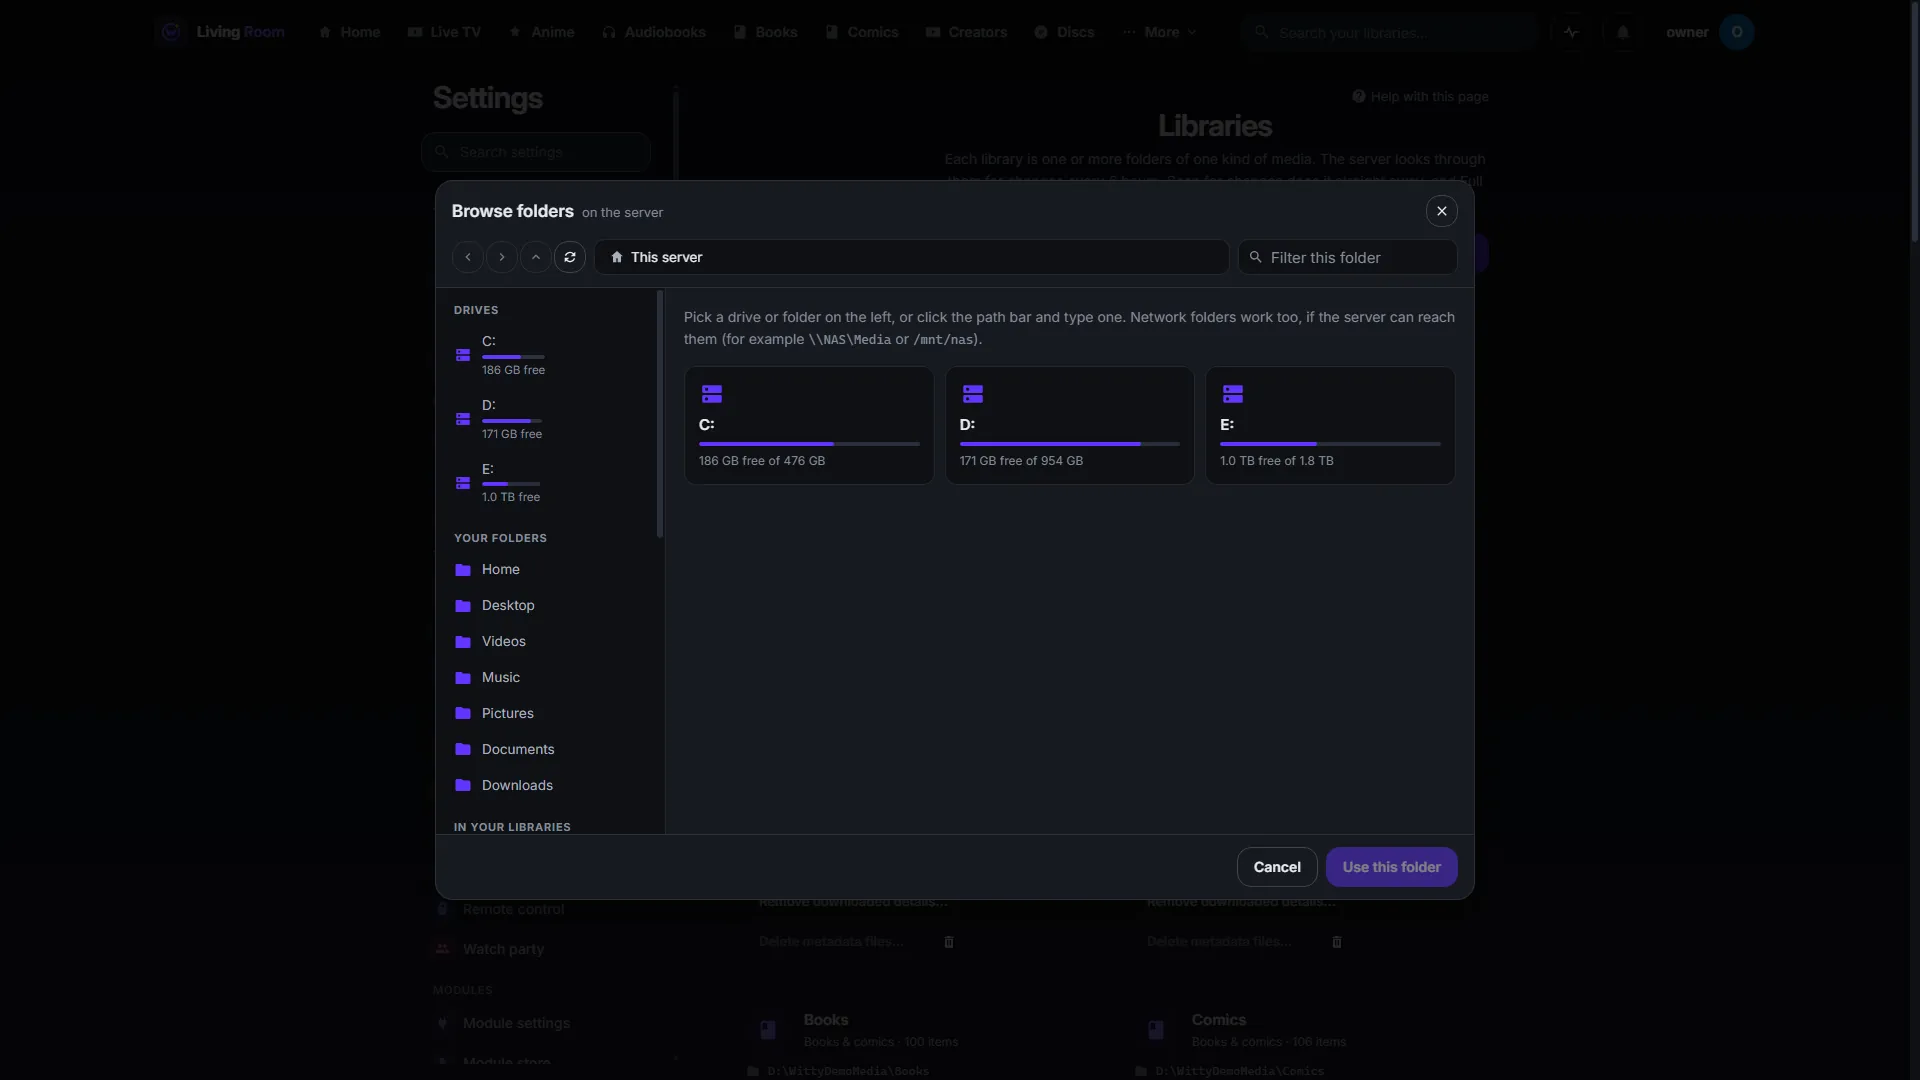 Living Room
Home
Live TV
Anime
Audiobooks
Books
Comics
Creators
Discs
More
Search your libraries...
owner
O
Settings
Search settings
Help with this page
Libraries
Each library is one or more folders of one kind of media. The server looks through
Browse folders on the server
This server
Filter this folder
DRIVES
C:
186 GB free
D:
171 GB free
E:
1.0 TB free
YOUR FOLDERS
Home
Desktop
Videos
Music
Pictures
Documents
Downloads
IN YOUR LIBRARIES
Pick a drive or folder on the left, or click the path bar and type one. Network folders work too, if the server can reach
them (for example \\NAS\Media or /mnt/nas).
C:
186 GB free of 476 GB
D:
171 GB free of 954 GB
E:
1.0 TB free of 1.8 TB
Cancel
Use this folder
Remote control
Watch party
MODULES
Module settings
Module store
Remove downloaded details...
Delete metadata files...
Remove downloaded details...
Delete metadata files...
Books
Books & comics · 100 items
D:\WittyDemoMedia\Books
Comics
Books & comics · 106 items
D:\WittyDemoMedia\Comics